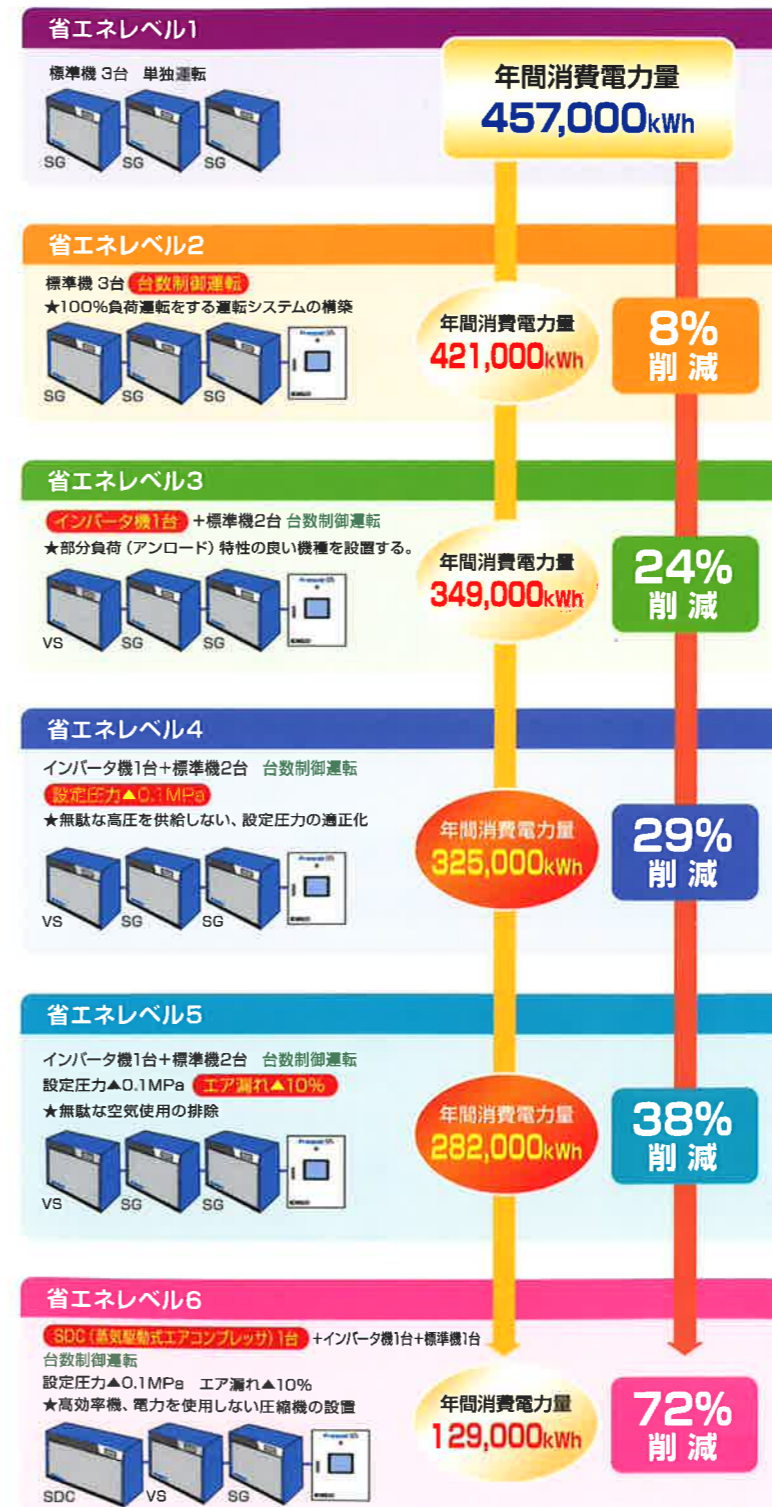 省エネレベル1
標準機 3台 単独運転
SG SG SG
年間消費電力量
457,000kWh
省エネレベル2
標準機 3台 台数制御運転
★100%負荷運転をする運転システムの構築
SG SG SG
年間消費電力量
421,000kWh
8%
削減
省エネレベル3
インバータ機1台 +標準機2台 台数制御運転
★部分負荷(アンロード)特性の良い機種を設置する。
VS SG SG
年間消費電力量
349,000kWh
24%
削減
省エネレベル4
インバータ機1台+標準機2台 台数制御運転
設定圧力▲0.1MPa
★無駄な高圧を供給しない、設定圧力の適正化
VS SG SG
年間消費電力量
325,000kWh
29%
削減
省エネレベル5
インバータ機1台+標準機2台 台数制御運転
設定圧力▲0.1MPa エア漏れ▲10%
★無駄な空気使用の排除
VS SG SG
年間消費電力量
282,000kWh
38%
削減
省エネレベル6
SDC(蒸気駆動式エアコンプレッサ)1台 +インバータ機1台+標準機1台
台数制御運転
設定圧力▲0.1MPa エア漏れ▲10%
★高効率機、電力を使用しない圧縮機の設置
SDC VS SG
年間消費電力量
129,000kWh
72%
削減